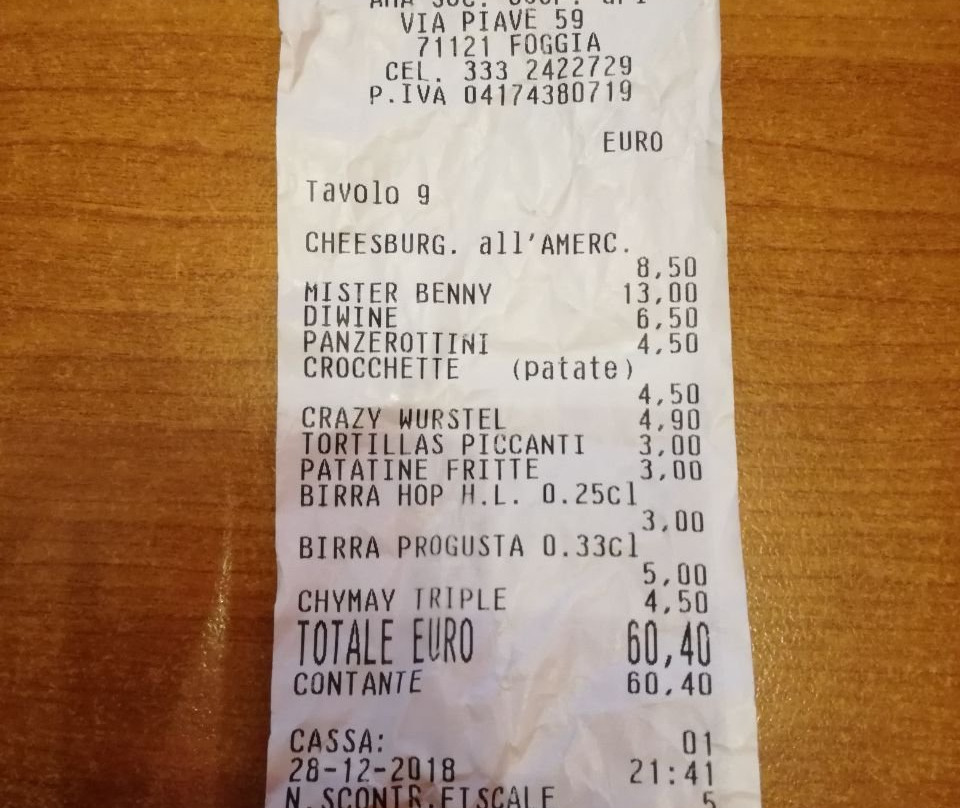 VIA PIAVE 59
71121 FOGGIA
CEL. 333 2422729
P.IVA 04174380719
EURO
Tavolo 9
CHEESBURG. all'AMERC.
8,50
MISTER BENNY 13,00
DIWINE 6,50
PANZEROTTINI 4,50
CROCCHETTE (patate)
4,50
CRAZY WURSTEL 4,90
TORTILLAS PICCANTI 3,00
PATATINE FRITTE 3,00
BIRRA HOP H.L. 0.25cl
3,00
BIRRA PROGUSTA 0.33cl
5,00
CHYMAY TRIPLE 4,50
TOTALE EURO 60,40
CONTANTE 60,40
CASSA: 01
28-12-2018 21:41
N.SCONTR.FISCALE 5